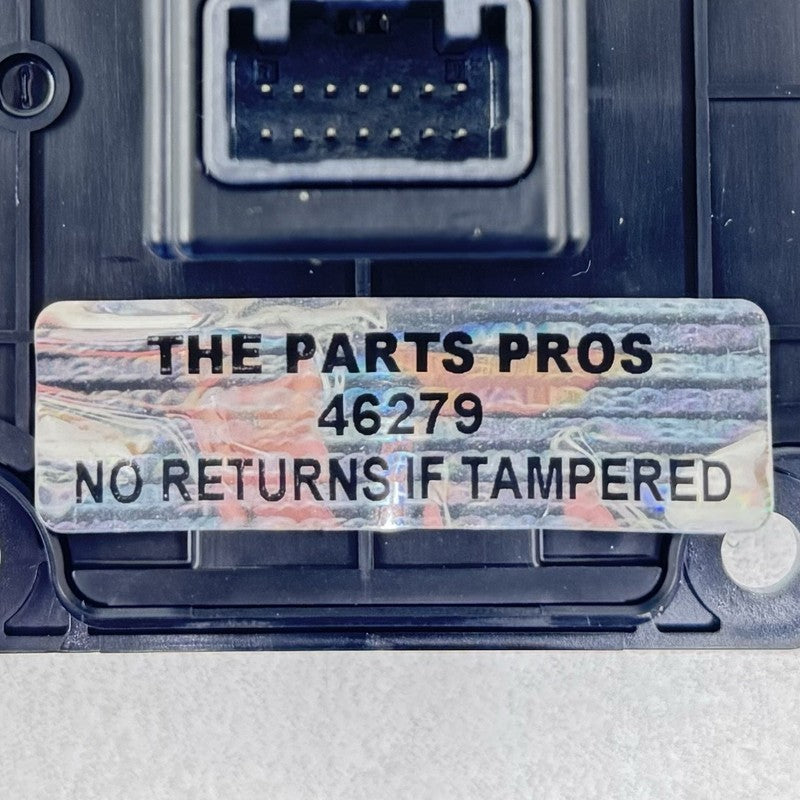 THE PARTS PROS
46279
NO RETURNS IF TAMPERED